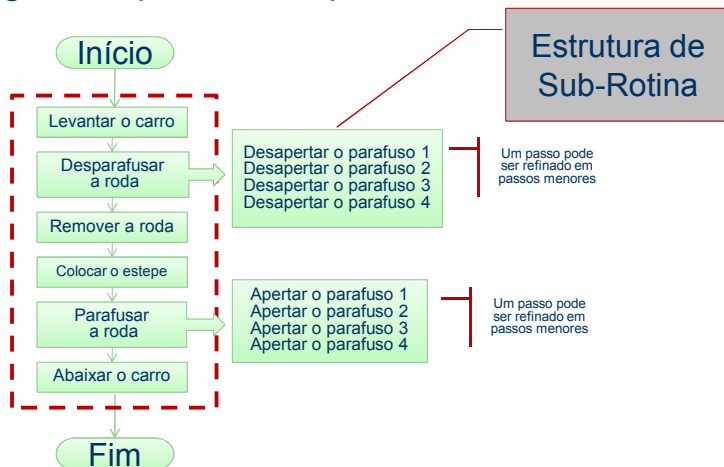 Início
Estrutura de
Sub-Rotina
Levantar o carro
Desparafusar
a roda
Desapertar o parafuso 1
Desapertar o parafuso 2
Desapertar o parafuso 3
Desapertar o parafuso 4
Um passo pode
ser refinado em
passos menores
Remover a roda
Colocar o estepe
Parafusar
a roda
Apertar o parafuso 1
Apertar o parafuso 2
Apertar o parafuso 3
Apertar o parafuso 4
Um passo pode
ser refinado em
passos menores
Abaixar o carro
Fim